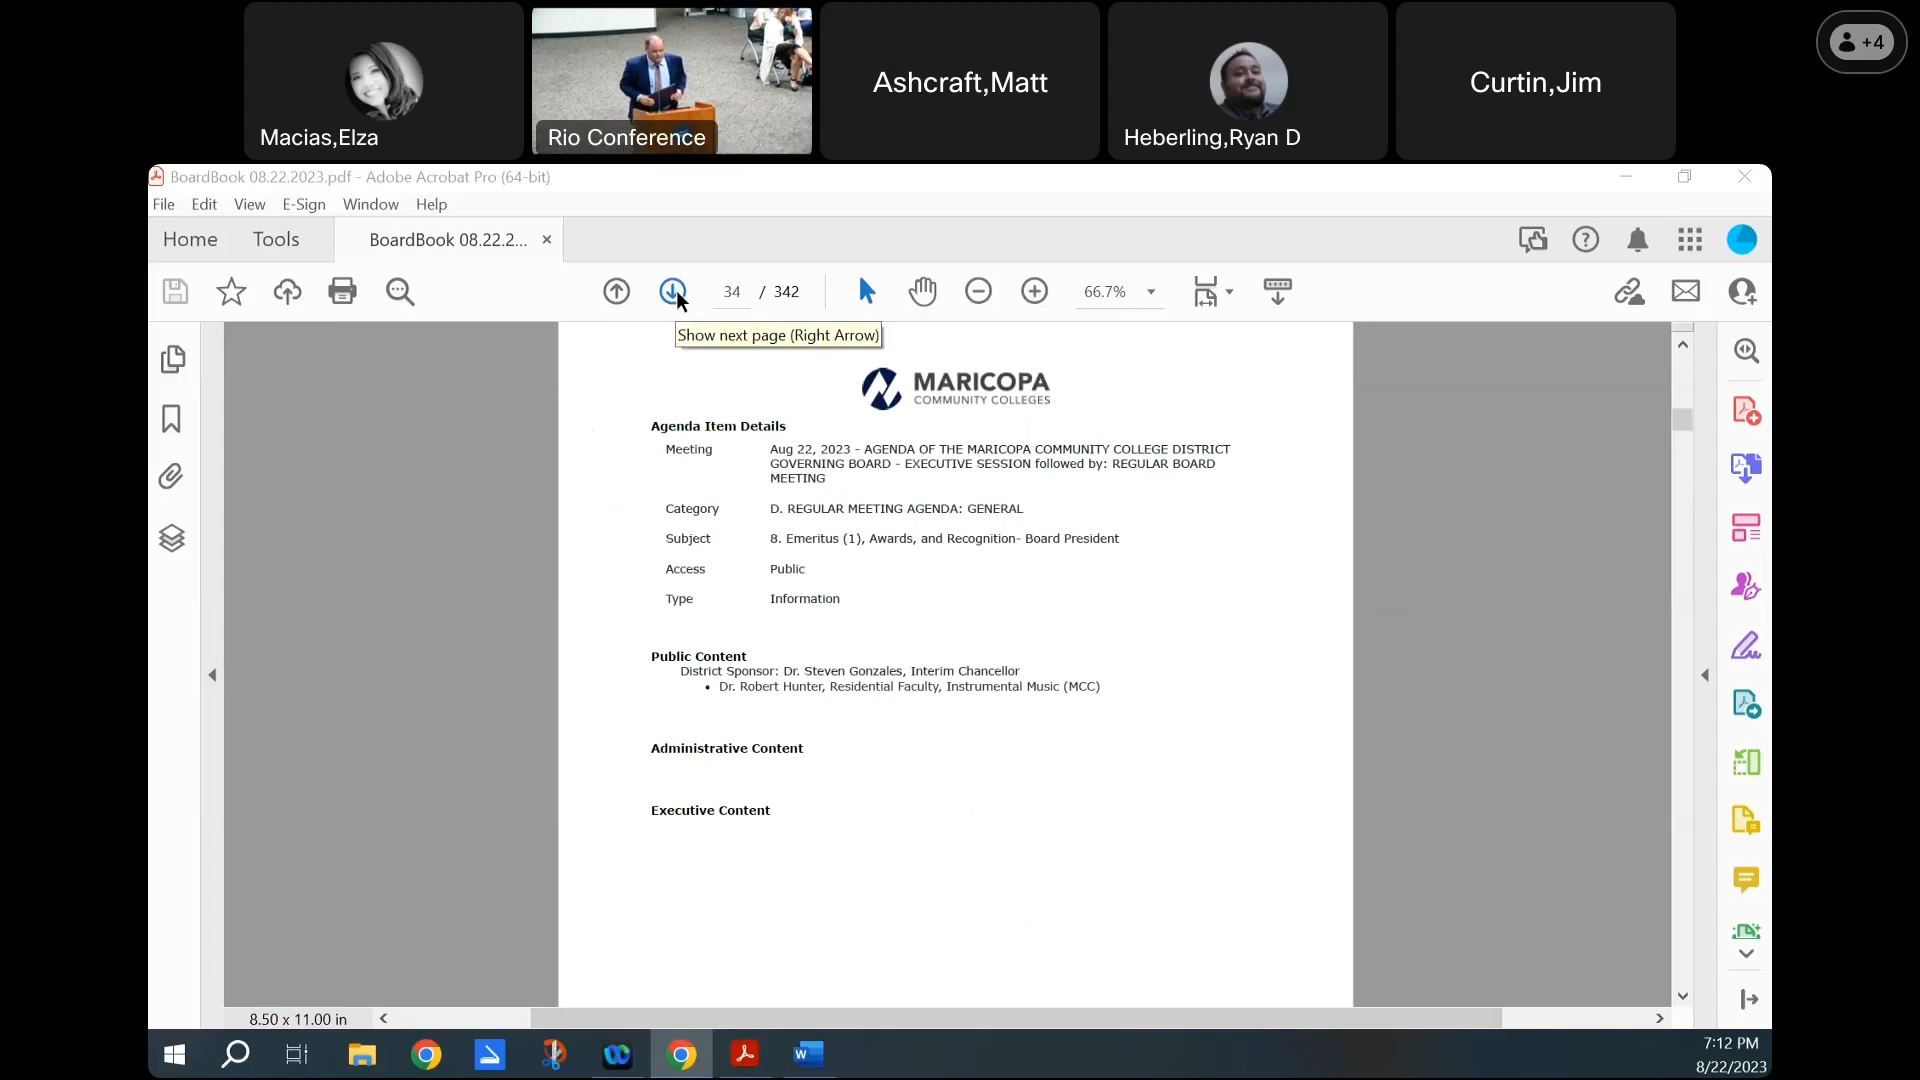 Macias,Elza
Rio Conference
Ashcraft,Matt
Heberling,Ryan D
Curtin,Jim
+4
BoardBook 08.22.2023.pdf - Adobe Acrobat Pro (64-bit)
File Edit View E-Sign Window Help
Home Tools BoardBook 08.22.2... ×
34 / 342 66.7%
Show next page (Right Arrow)
MARICOPA
COMMUNITY COLLEGES
Agenda Item Details
Meeting Aug 22, 2023 - AGENDA OF THE MARICOPA COMMUNITY COLLEGE DISTRICT
GOVERNING BOARD - EXECUTIVE SESSION followed by: REGULAR BOARD
MEETING
Category D. REGULAR MEETING AGENDA: GENERAL
Subject 8. Emeritus (1), Awards, and Recognition- Board President
Access Public
Type Information
Public Content
District Sponsor: Dr. Steven Gonzales, Interim Chancellor
• Dr. Robert Hunter, Residential Faculty, Instrumental Music (MCC)
Administrative Content
Executive Content
8.50 x 11.00 in
7:12 PM
8/22/2023